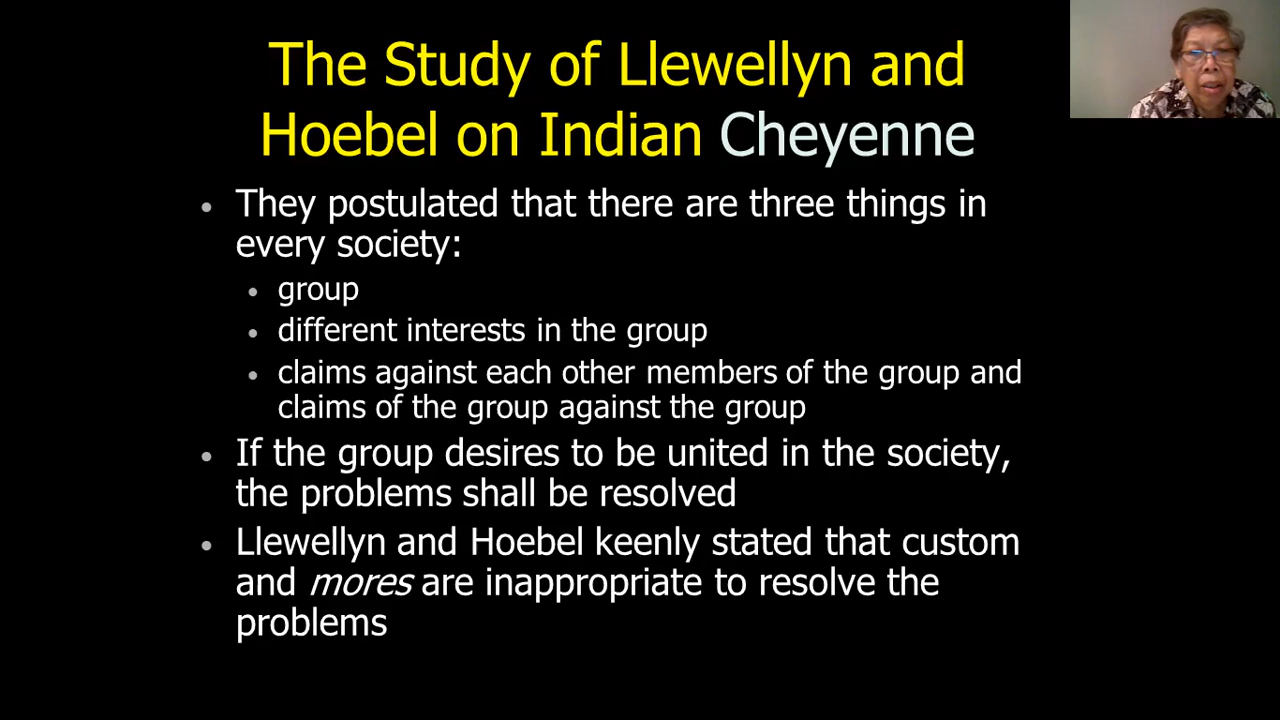 The Study of Llewellyn and
Hoebel on Indian Cheyenne
• They postulated that there are three things in
every society:
• group
• different interests in the group
• claims against each other members of the group and
claims of the group against the group
• If the group desires to be united in the society,
the problems shall be resolved
• Llewellyn and Hoebel keenly stated that custom
and mores are inappropriate to resolve the
problems